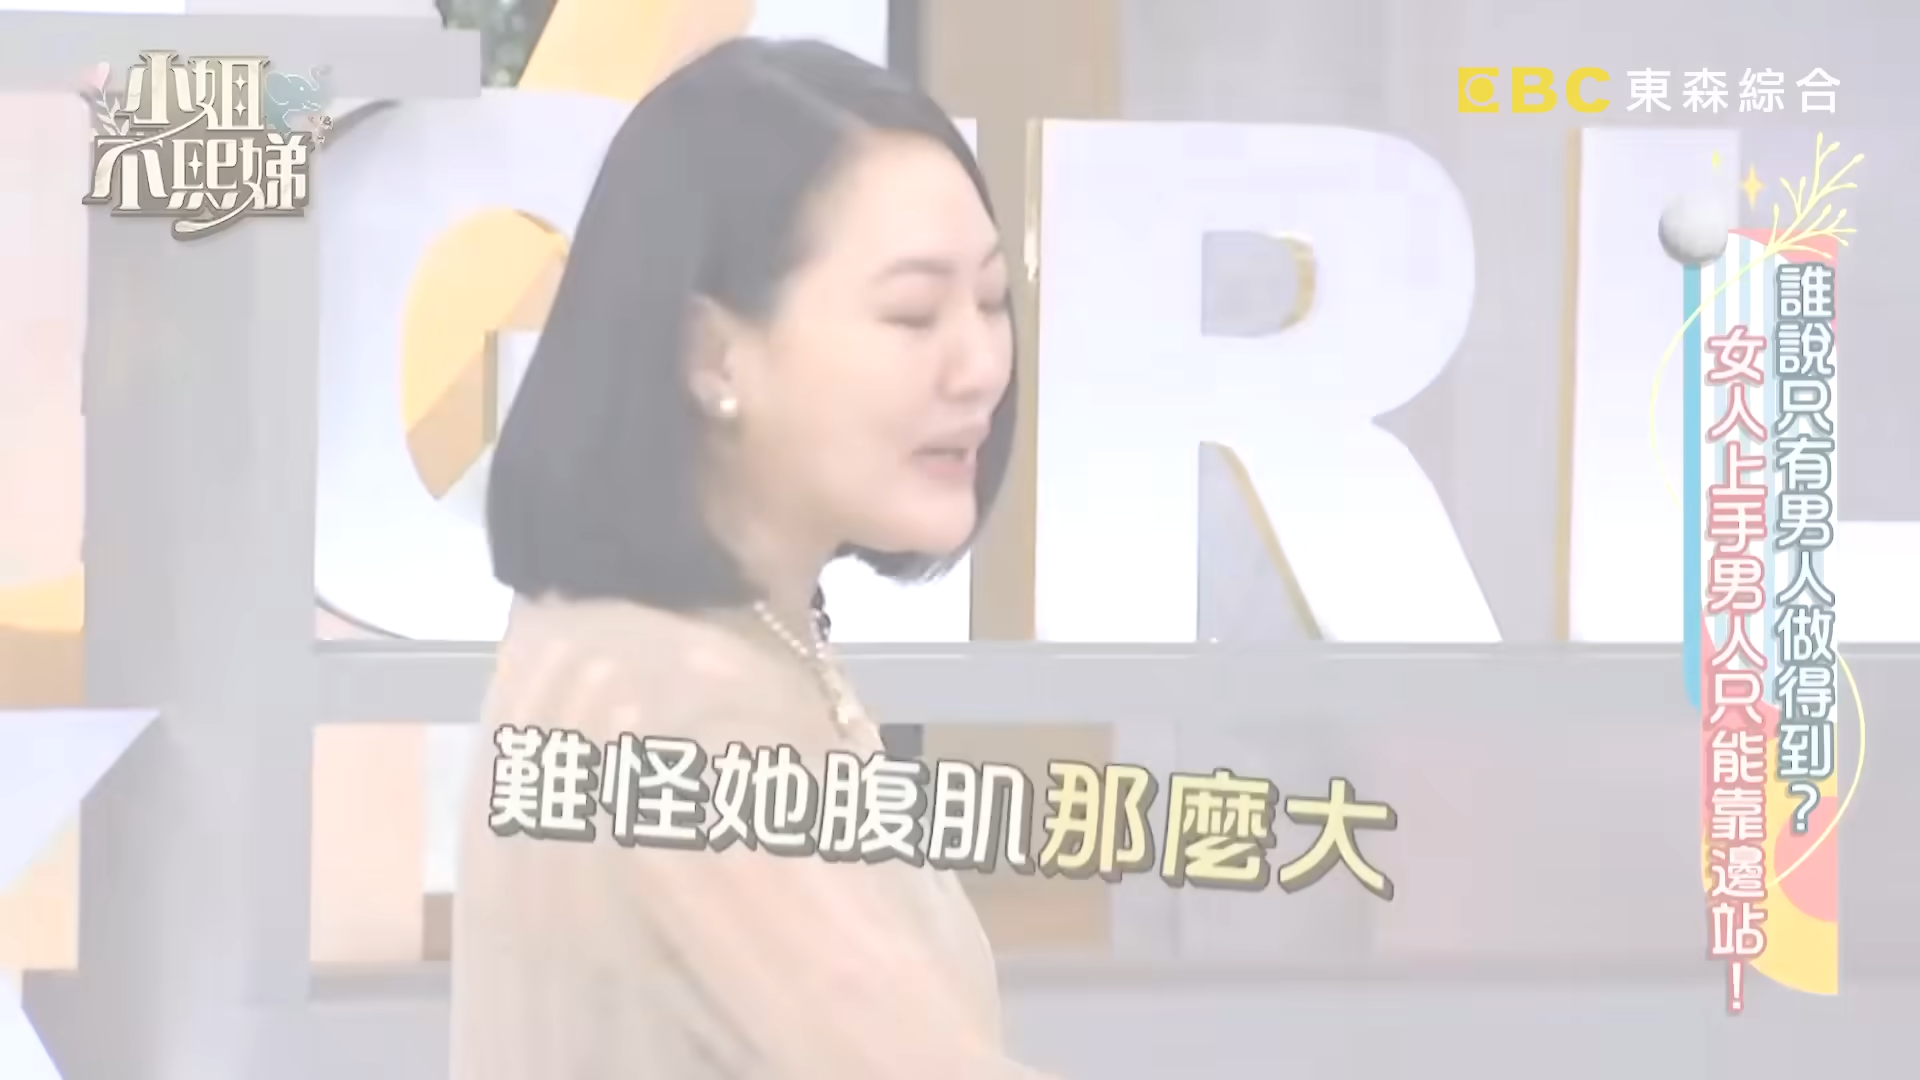 小姐
不熙娣
EBC 東森綜合
GIRL
誰說只有男人做得到？
女人上手男人只能靠邊站！
難怪她腹肌那麼大